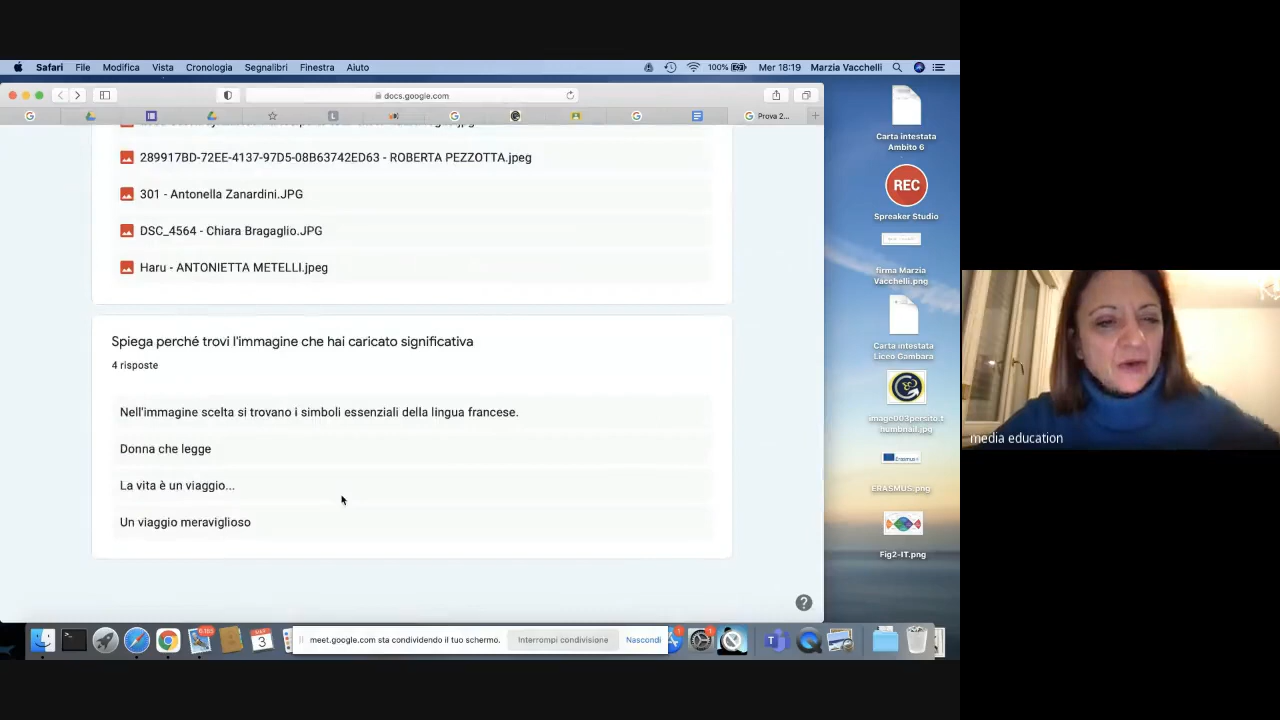 Safari File Modifica Vista Cronologia Segnalibri Finestra Aiuto 100% Mer 18:19 Marzia Vacchelli
docs.google.com
Prova 2...
289917BD-72EE-4137-97D5-08B63742ED63 - ROBERTA PEZZOTTA.jpeg
301 - Antonella Zanardini.JPG
DSC_4564 - Chiara Bragaglio.JPG
Haru - ANTONIETTA METELLI.jpeg
Spiega perché trovi l'immagine che hai caricato significativa
4 risposte
Nell'immagine scelta si trovano i simboli essenziali della lingua francese.
Donna che legge
La vita è un viaggio...
Un viaggio meraviglioso
Carta intestata
Ambito 6
REC
Spreaker Studio
firma Marzia
Vacchelli.png
Carta intestata
Liceo Gambara
image003persito.t
humbnail.jpg
ERASMUS.png
Fig2-IT.png
media education
meet.google.com sta condividendo il tuo schermo. Interrompi condivisione Nascondi